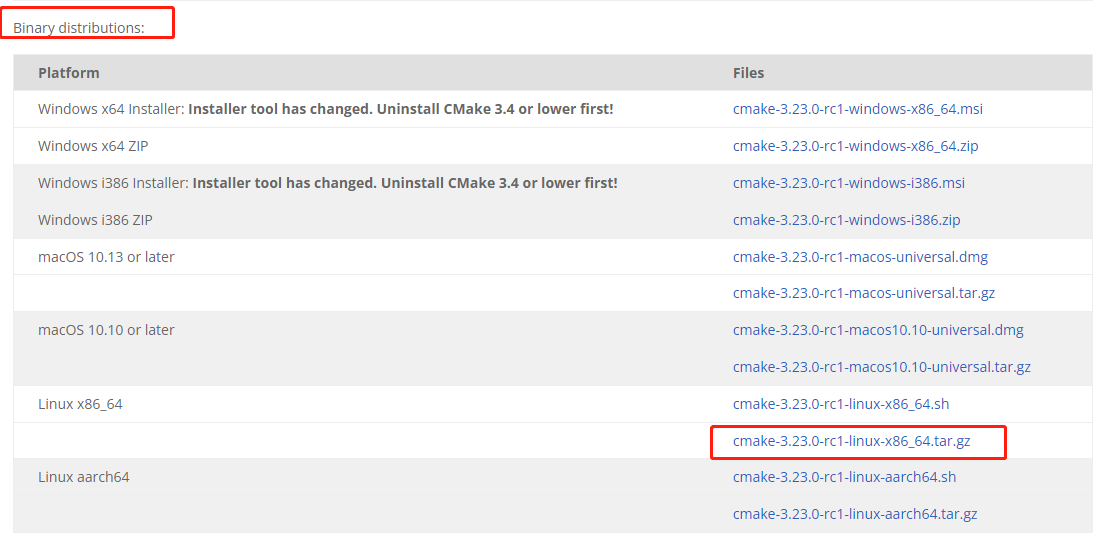 Binary distributions:
Platform Files
Windows x64 Installer: Installer tool has changed. Uninstall CMake 3.4 or lower first! cmake-3.23.0-rc1-windows-x86_64.msi
Windows x64 ZIP cmake-3.23.0-rc1-windows-x86_64.zip
Windows i386 Installer: Installer tool has changed. Uninstall CMake 3.4 or lower first! cmake-3.23.0-rc1-windows-i386.msi
Windows i386 ZIP cmake-3.23.0-rc1-windows-i386.zip
macOS 10.13 or later cmake-3.23.0-rc1-macos-universal.dmg
cmake-3.23.0-rc1-macos-universal.tar.gz
macOS 10.10 or later cmake-3.23.0-rc1-macos10.10-universal.dmg
cmake-3.23.0-rc1-macos10.10-universal.tar.gz
Linux x86_64 cmake-3.23.0-rc1-linux-x86_64.sh
cmake-3.23.0-rc1-linux-x86_64.tar.gz
Linux aarch64 cmake-3.23.0-rc1-linux-aarch64.sh
cmake-3.23.0-rc1-linux-aarch64.tar.gz